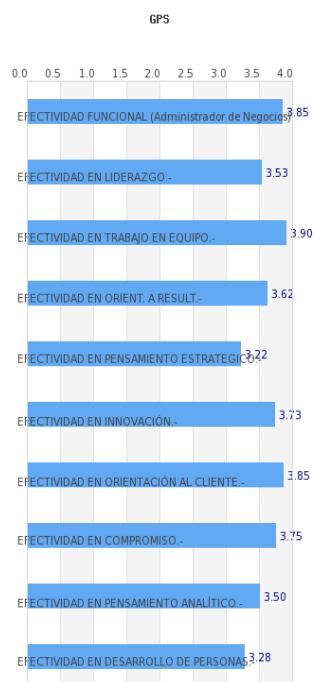 GPS
0.0 0.5 1.0 1.5 2.0 2.5 3.0 3.5 4.0
EFECTIVIDAD FUNCIONAL (Administrador de Negocios) 3.85
EFECTIVIDAD EN LIDERAZGO.- 3.53
EFECTIVIDAD EN TRABAJO EN EQUIPO.- 3.90
EFECTIVIDAD EN ORIENT. A RESULT.- 3.62
EFECTIVIDAD EN PENSAMIENTO ESTRATEGICO.- 3.22
EFECTIVIDAD EN INNOVACIÓN.- 3.73
EFECTIVIDAD EN ORIENTACIÓN AL CLIENTE.- 3.85
EFECTIVIDAD EN COMPROMISO.- 3.75
EFECTIVIDAD EN PENSAMIENTO ANALÍTICO.- 3.50
EFECTIVIDAD EN DESARROLLO DE PERSONAS.- 3.28